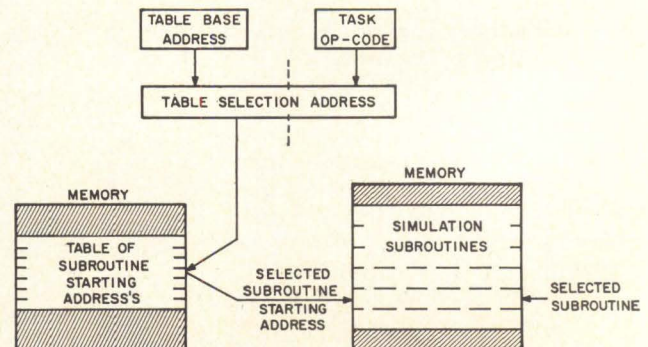 TABLE BASE
ADDRESS
TASK
OP-CODE
TABLE SELECTION ADDRESS
MEMORY
TABLE OF
SUBROUTINE
STARTING
ADDRESS'S
SELECTED
SUBROUTINE
STARTING
ADDRESS
MEMORY
SIMULATION
SUBROUTINES
SELECTED
SUBROUTINE